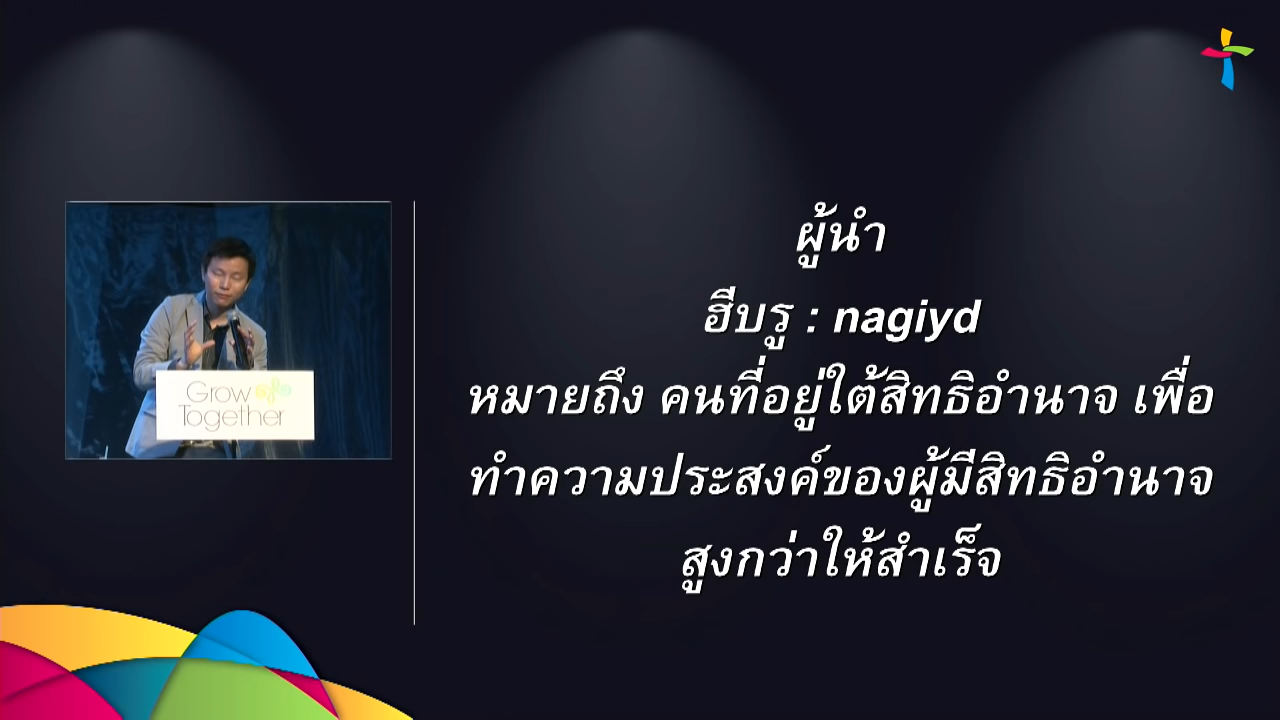 Grow
Together
ผู้นำ
ฮีบรู : nagiyd
หมายถึง คนที่อยู่ใต้สิทธิอำนาจ เพื่อ
ทำความประสงค์ของผู้มีสิทธิอำนาจ
สูงกว่าให้สำเร็จ